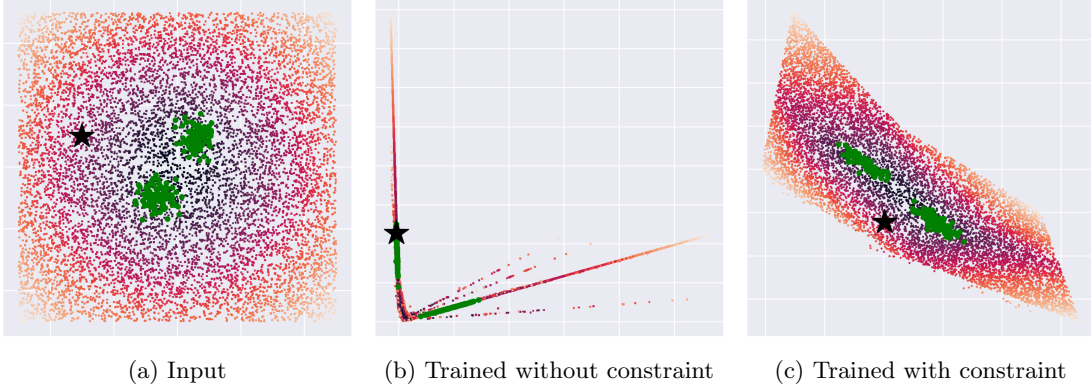 (a) Input
(b) Trained without constraint
(c) Trained with constraint